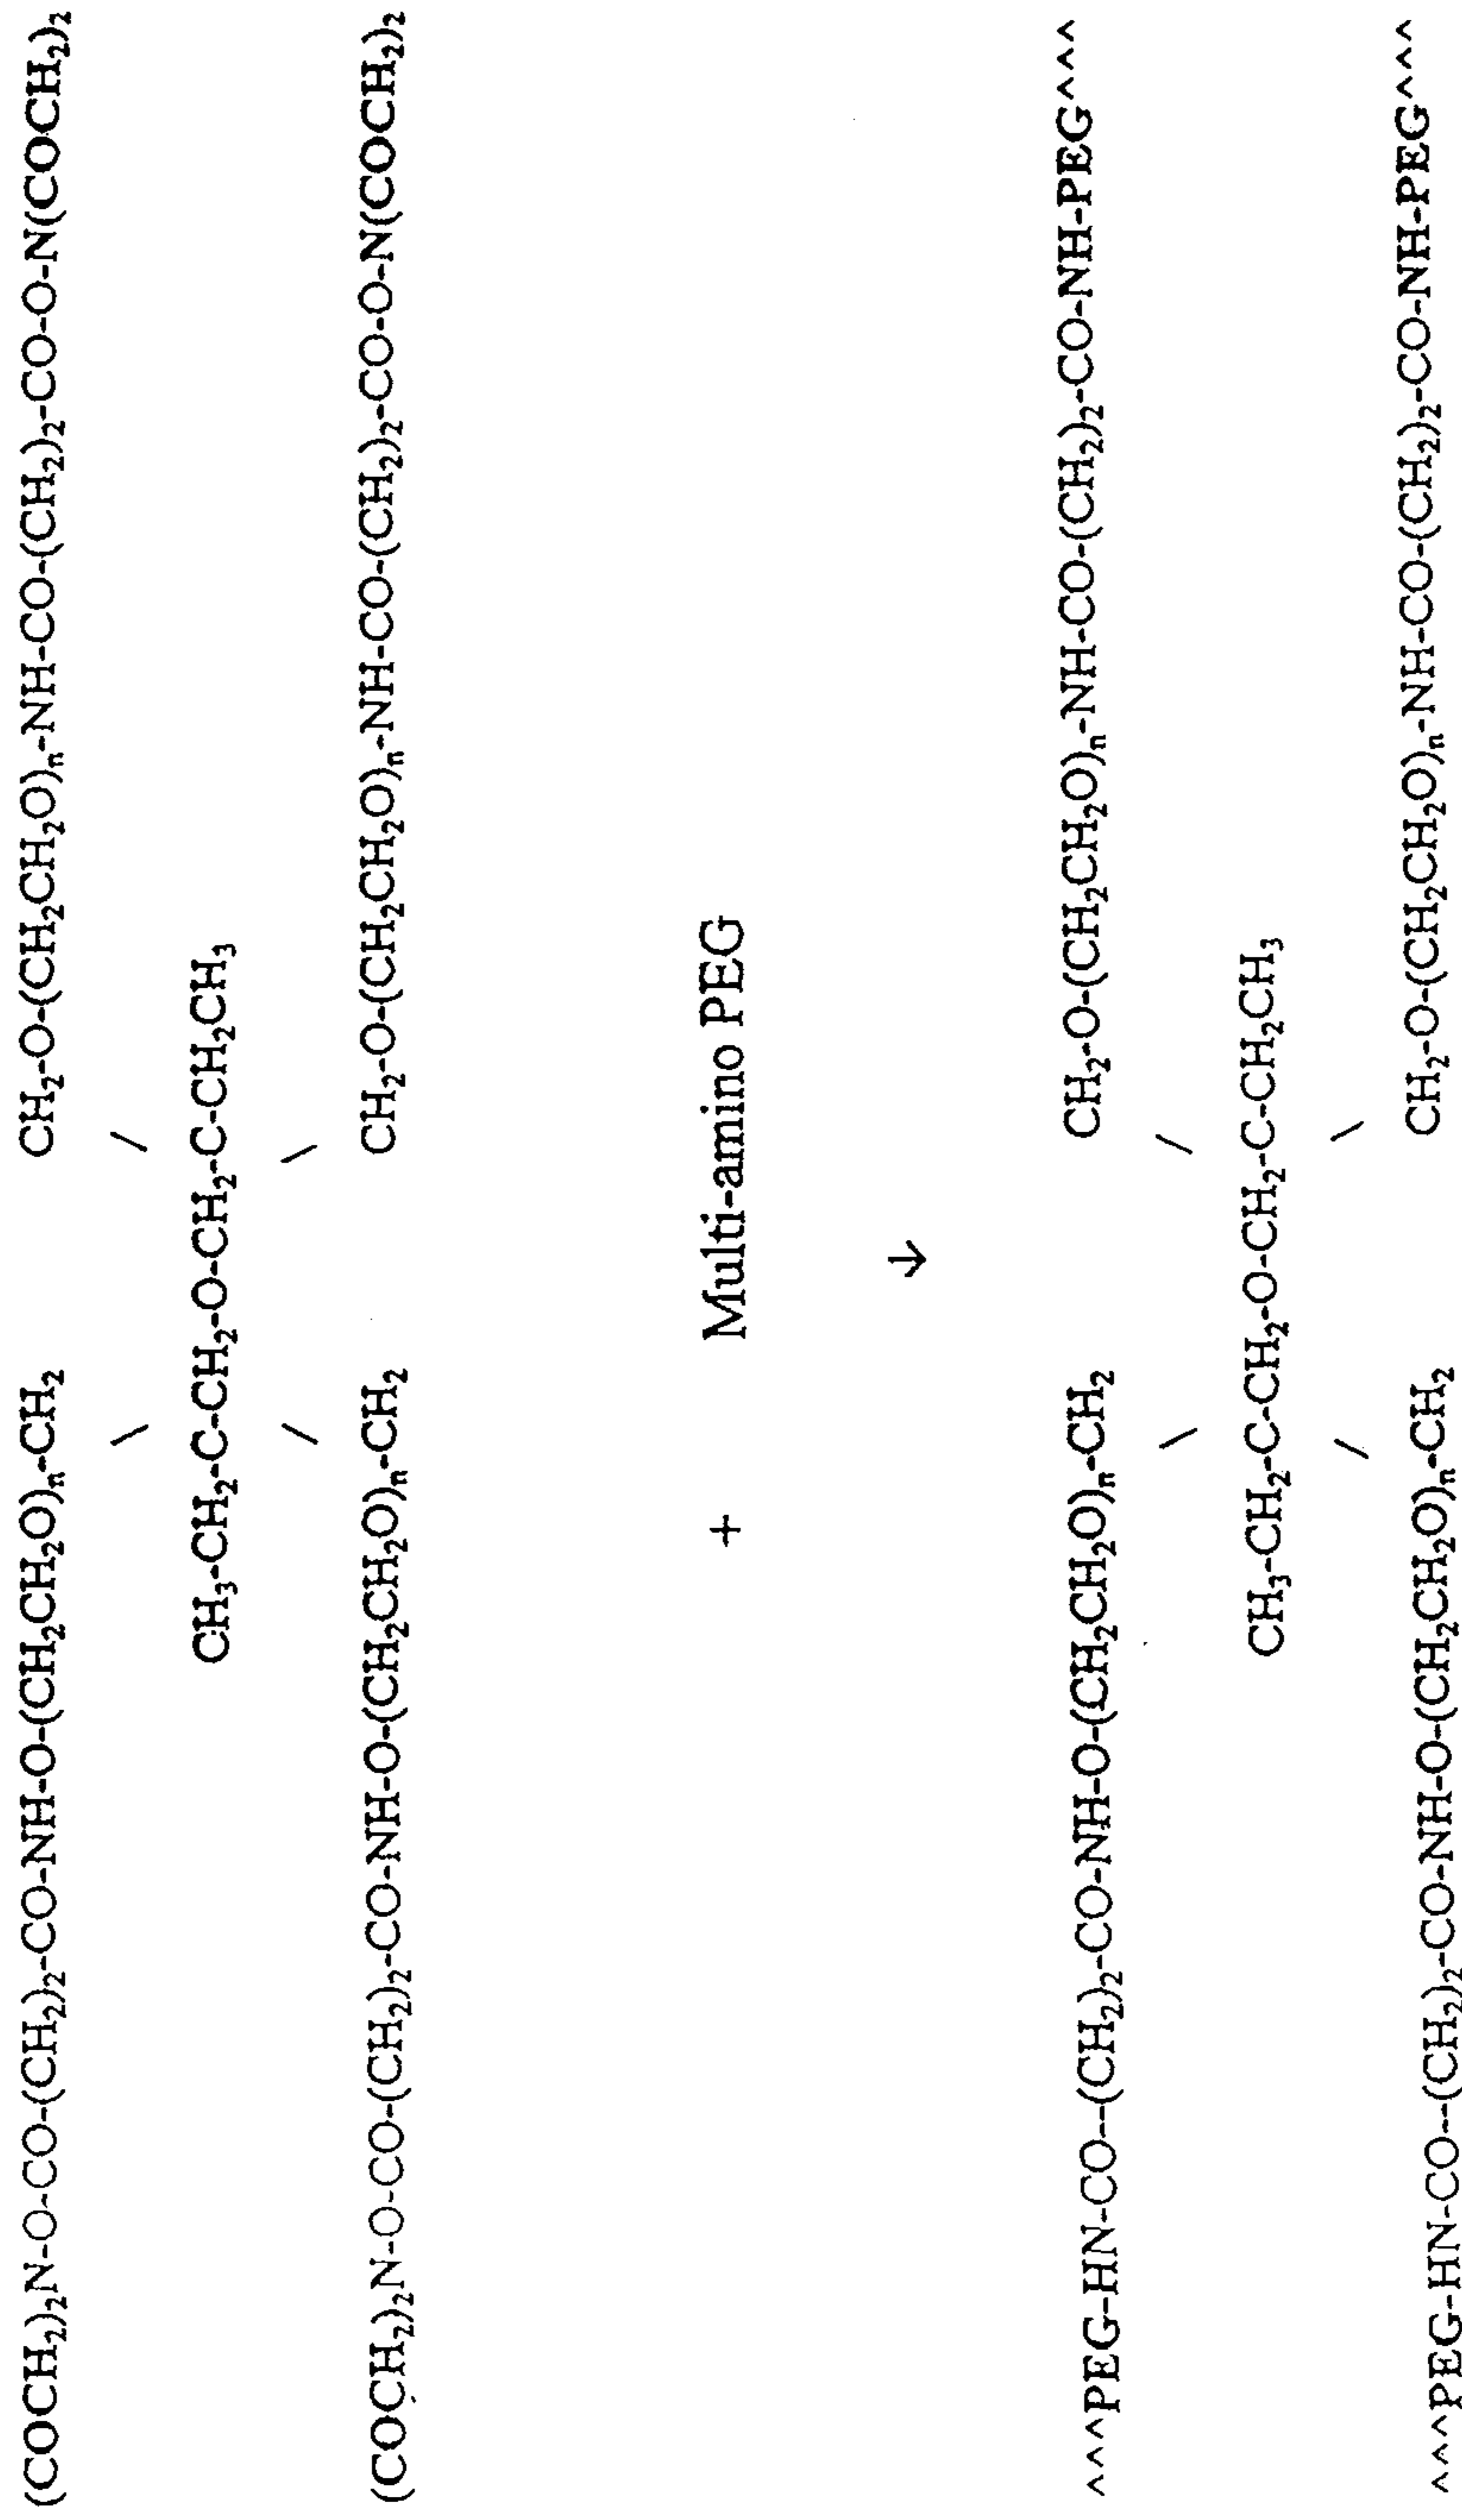 (COCH₂)₂N-O-CO-(CH₂)₂-CO-NH-O-(CH₂CH₂O)ₙ-CH₂ CH₂-O-(CH₂CH₂O)ₙ-NH-CO-(CH₂)₂-CO-O-N(COCH₂)₂
\ /
CH₃-CH₂-C-CH₂-O-CH₂-C-CH₂CH₃
/ \
(COCH₂)₂N-O-CO-(CH₂)₂-CO-NH-O-(CH₂CH₂O)ₙ-CH₂ CH₂-O-(CH₂CH₂O)ₙ-NH-CO-(CH₂)₂-CO-O-N(COCH₂)₂
+ Multi-amino PEG
↓
^^^PEG-HN-CO-(CH₂)₂-CO-NH-O-(CH₂CH₂O)ₙ-CH₂ CH₂-O-(CH₂CH₂O)ₙ-NH-CO-(CH₂)₂-CO-NH-PEG^^^
\ /
CH₃-CH₂-C-CH₂-O-CH₂-C-CH₂CH₃
/ \
^^^PEG-HN-CO-(CH₂)₂-CO-NH-O-(CH₂CH₂O)ₙ-CH₂ CH₂-O-(CH₂CH₂O)ₙ-NH-CO-(CH₂)₂-CO-NH-PEG^^^